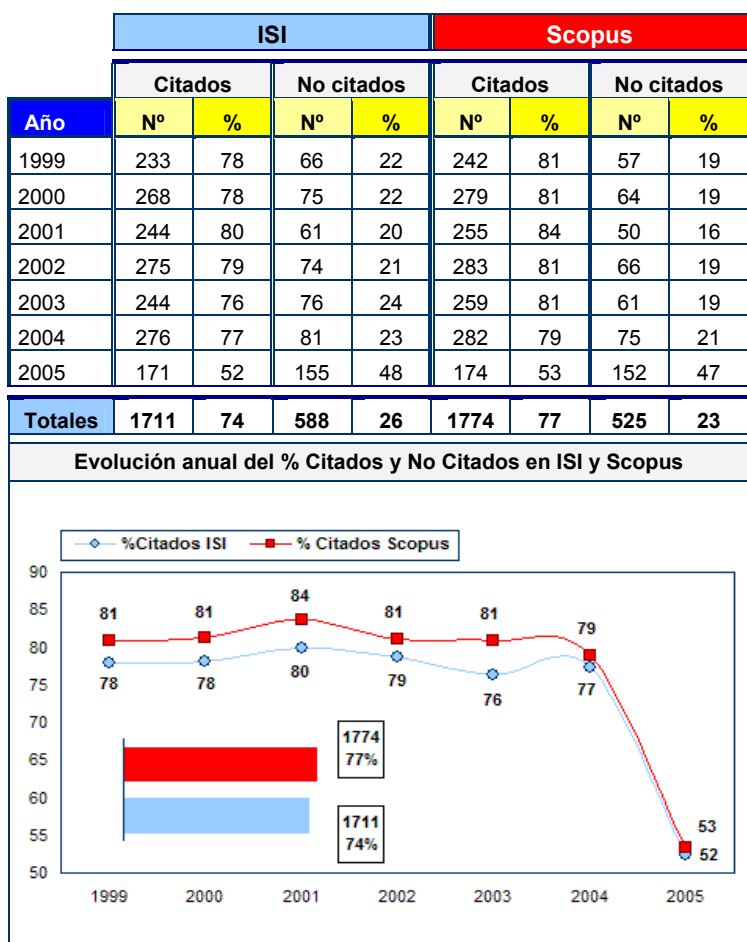 ISI Scopus
Citados No citados Citados No citados
Año Nº % Nº % Nº % Nº %
1999 233 78 66 22 242 81 57 19
2000 268 78 75 22 279 81 64 19
2001 244 80 61 20 255 84 50 16
2002 275 79 74 21 283 81 66 19
2003 244 76 76 24 259 81 61 19
2004 276 77 81 23 282 79 75 21
2005 171 52 155 48 174 53 152 47
Totales 1711 74 588 26 1774 77 525 23
Evolución anual del % Citados y No Citados en ISI y Scopus
%Citados ISI % Citados Scopus
90
85
80
75
70
65
60
55
50
81 81 84 81 81 79
78 78 80 79 76 77
1774
77%
1711
74%
53
52
1999 2000 2001 2002 2003 2004 2005